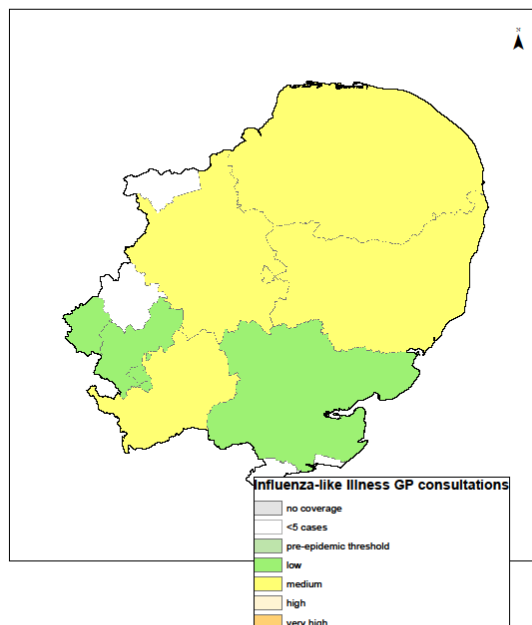 N
Influenza-like Illness GP consultations
no coverage
<5 cases
pre-epidemic threshold
low
medium
high
very high